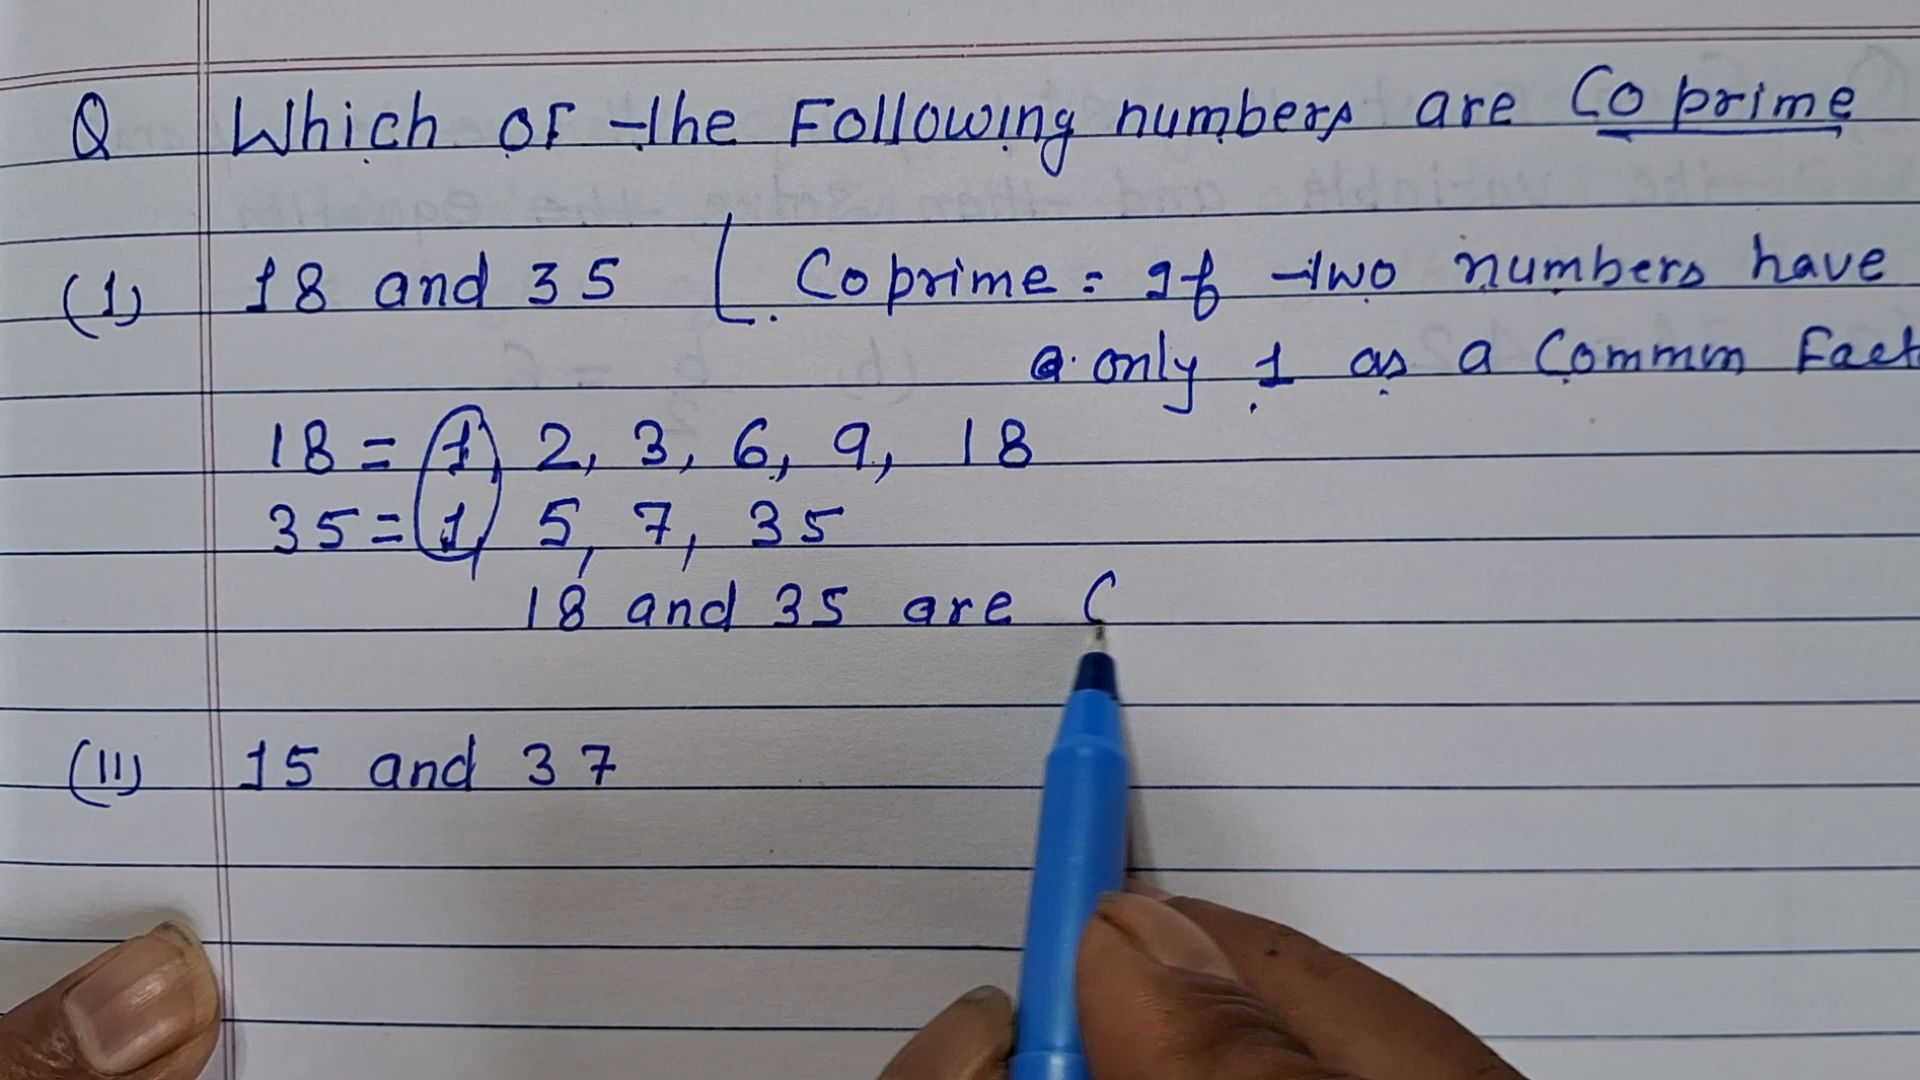 Q Which of the Following numbers are Co prime
(I) 18 and 35 Coprime = If two numbers have
only 1 as a Common Fact
18 = 1, 2, 3, 6, 9, 18
35 = 1, 5, 7, 35
18 and 35 are C
(II) 15 and 37